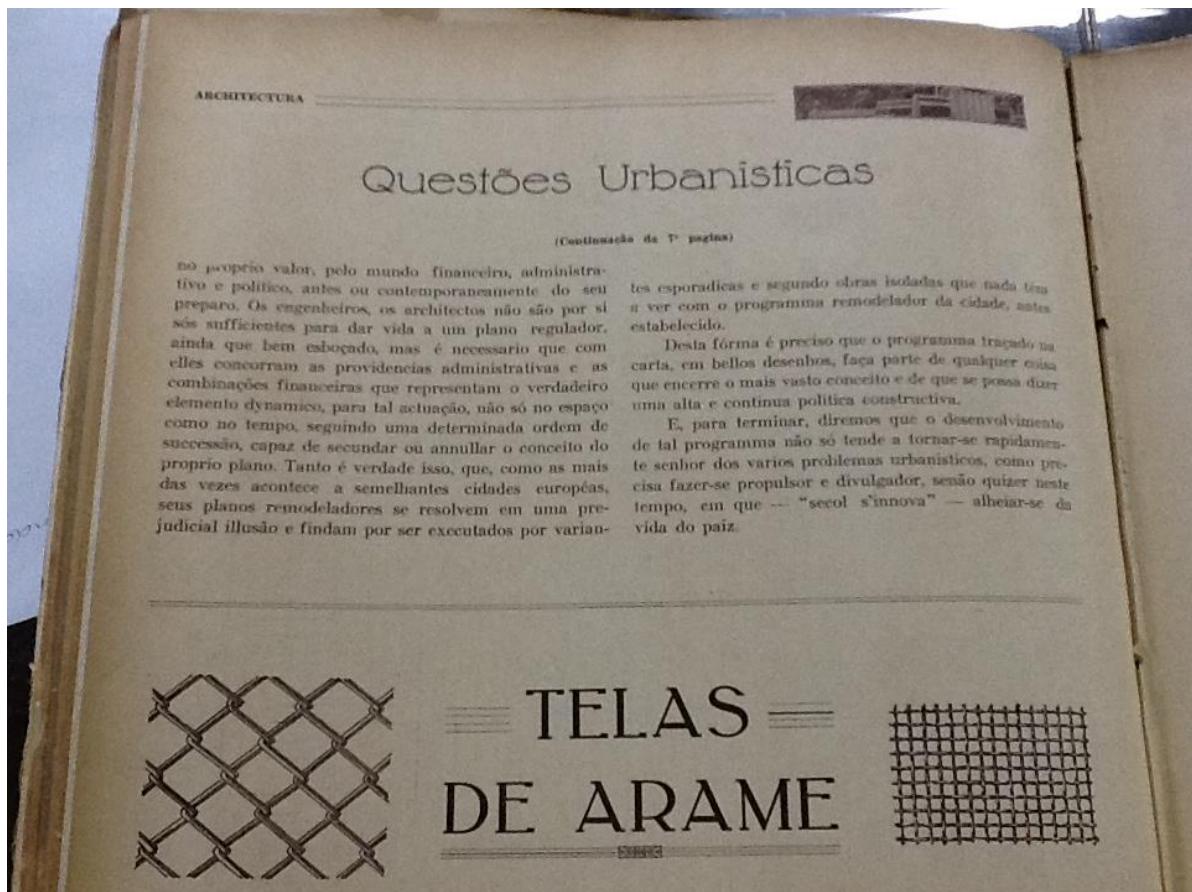 ARCHITECTURA
Questões Urbanisticas
(Continuação da 7ª pagina)
no proprio valor, pelo mundo financeiro, administra-
tivo e politico, antes ou contemporaneamente do seu
preparo. Os engenheiros, os architectos não são por si
sós sufficientes para dar vida a um plano regulador,
ainda que bem esboçado, mas é necessario que com
elles concorram as providencias administrativas e as
combinações financeiras que representam o verdadeiro
elemento dynamico, para tal actuação, não só no espaço
como no tempo, seguindo uma determinada ordem de
successão, capaz de secundar ou annullar o conceito do
proprio plano. Tanto é verdade isso, que, como as mais
das vezes acontece a semelhantes cidades européas,
seus planos remodeladores se resolvem em uma pre-
judicial illusão e findam por ser executados por varian-
tes esporadicas e segundo obras isoladas que nada têm
a ver com o programma remodelador da cidade, antes
estabelecido.
Desta fórma é preciso que o programma traçado na
carta, em bellos desenhos, faça parte de qualquer coisa
que encerre o mais vasto conceito e de que se possa dizer
uma alta e continua politica constructiva.
E, para terminar, diremos que o desenvolvimento
de tal programma não só tende a tornar-se rapidamen-
te senhor dos varios problemas urbanisticos, como pre-
cisa fazer-se propulsor e divulgador, senão quizer neste
tempo, em que — "secol s'innova" — alheiar-se da
vida do paiz.
TELAS
DE ARAME